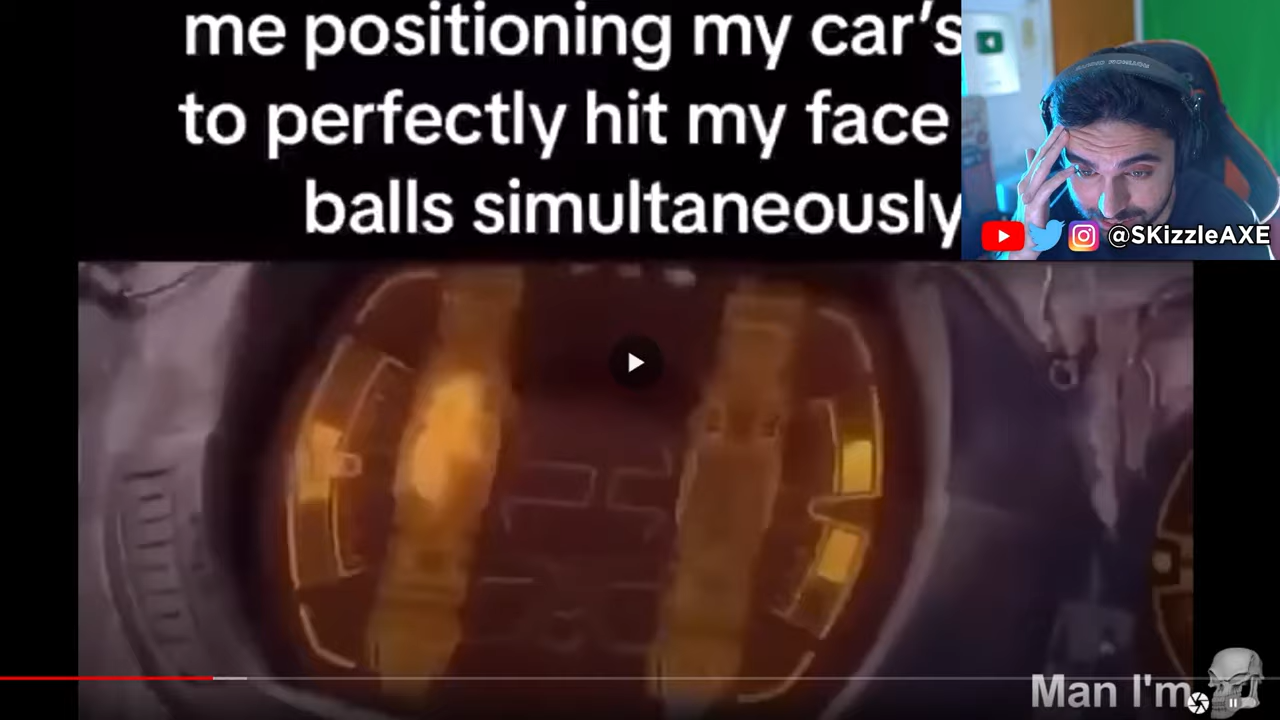 me positioning my car's
to perfectly hit my face
balls simultaneously
@SKizzleAXE
Man I'm